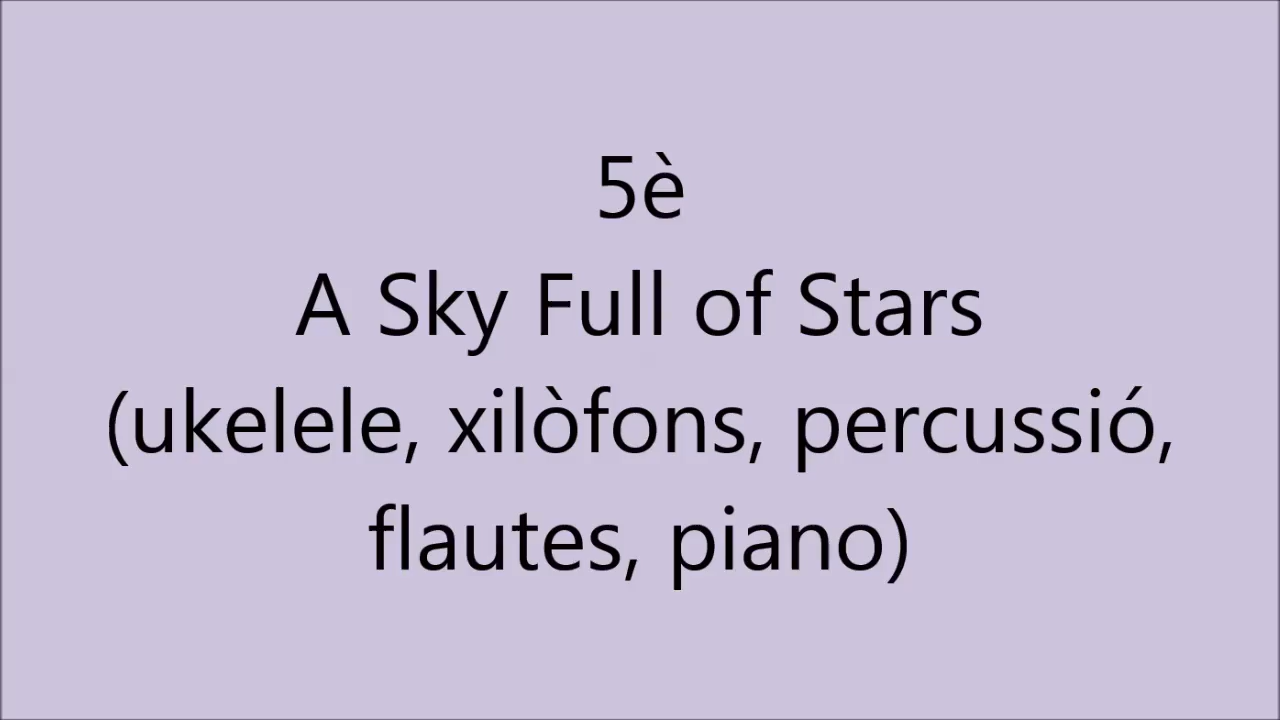 5è
A Sky Full of Stars
(ukelele, xilòfons, percussió,
flautes, piano)